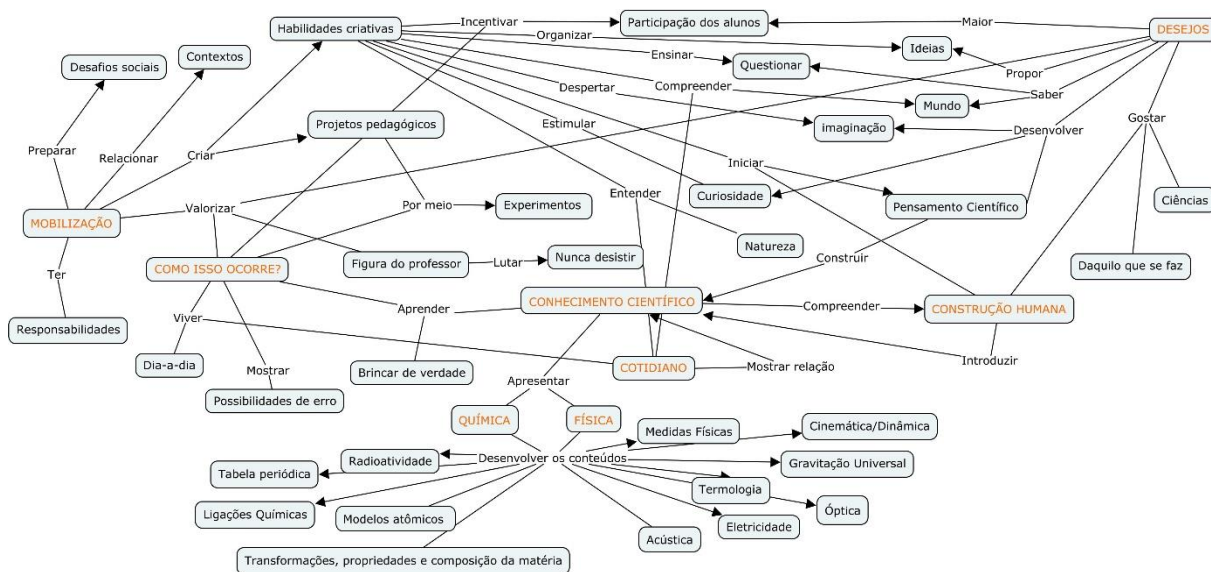 Habilidades criativas
Incentivar
Participação dos alunos
Maior
DESEJOS
Organizar
Ideias
Contextos
Desafios sociais
Ensinar
Questionar
Propor
Despertar
Compreender
Saber
Mundo
Projetos pedagógicos
Estimular
imaginação
Desenvolver
Gostar
Preparar
Relacionar
Criar
Iniciar
Entender
Curiosidade
Pensamento Científico
Ciências
MOBILIZAÇÃO
Valorizar
Por meio
Experimentos
Natureza
Ter
COMO ISSO OCORRE?
Figura do professor
Lutar
Nunca desistir
Construir
Daquilo que se faz
CONHECIMENTO CIENTÍFICO
Compreender
CONSTRUÇÃO HUMANA
Aprender
Viver
Responsabilidades
Dia-a-dia
Mostrar
Brincar de verdade
COTIDIANO
Mostrar relação
Introduzir
Possibilidades de erro
Apresentar
QUÍMICA
FÍSICA
Medidas Físicas
Cinemática/Dinâmica
Radioatividade
Desenvolver os conteúdos
Gravitação Universal
Tabela periódica
Termologia
Ligações Químicas
Modelos atômicos
Óptica
Eletricidade
Acústica
Transformações, propriedades e composição da matéria